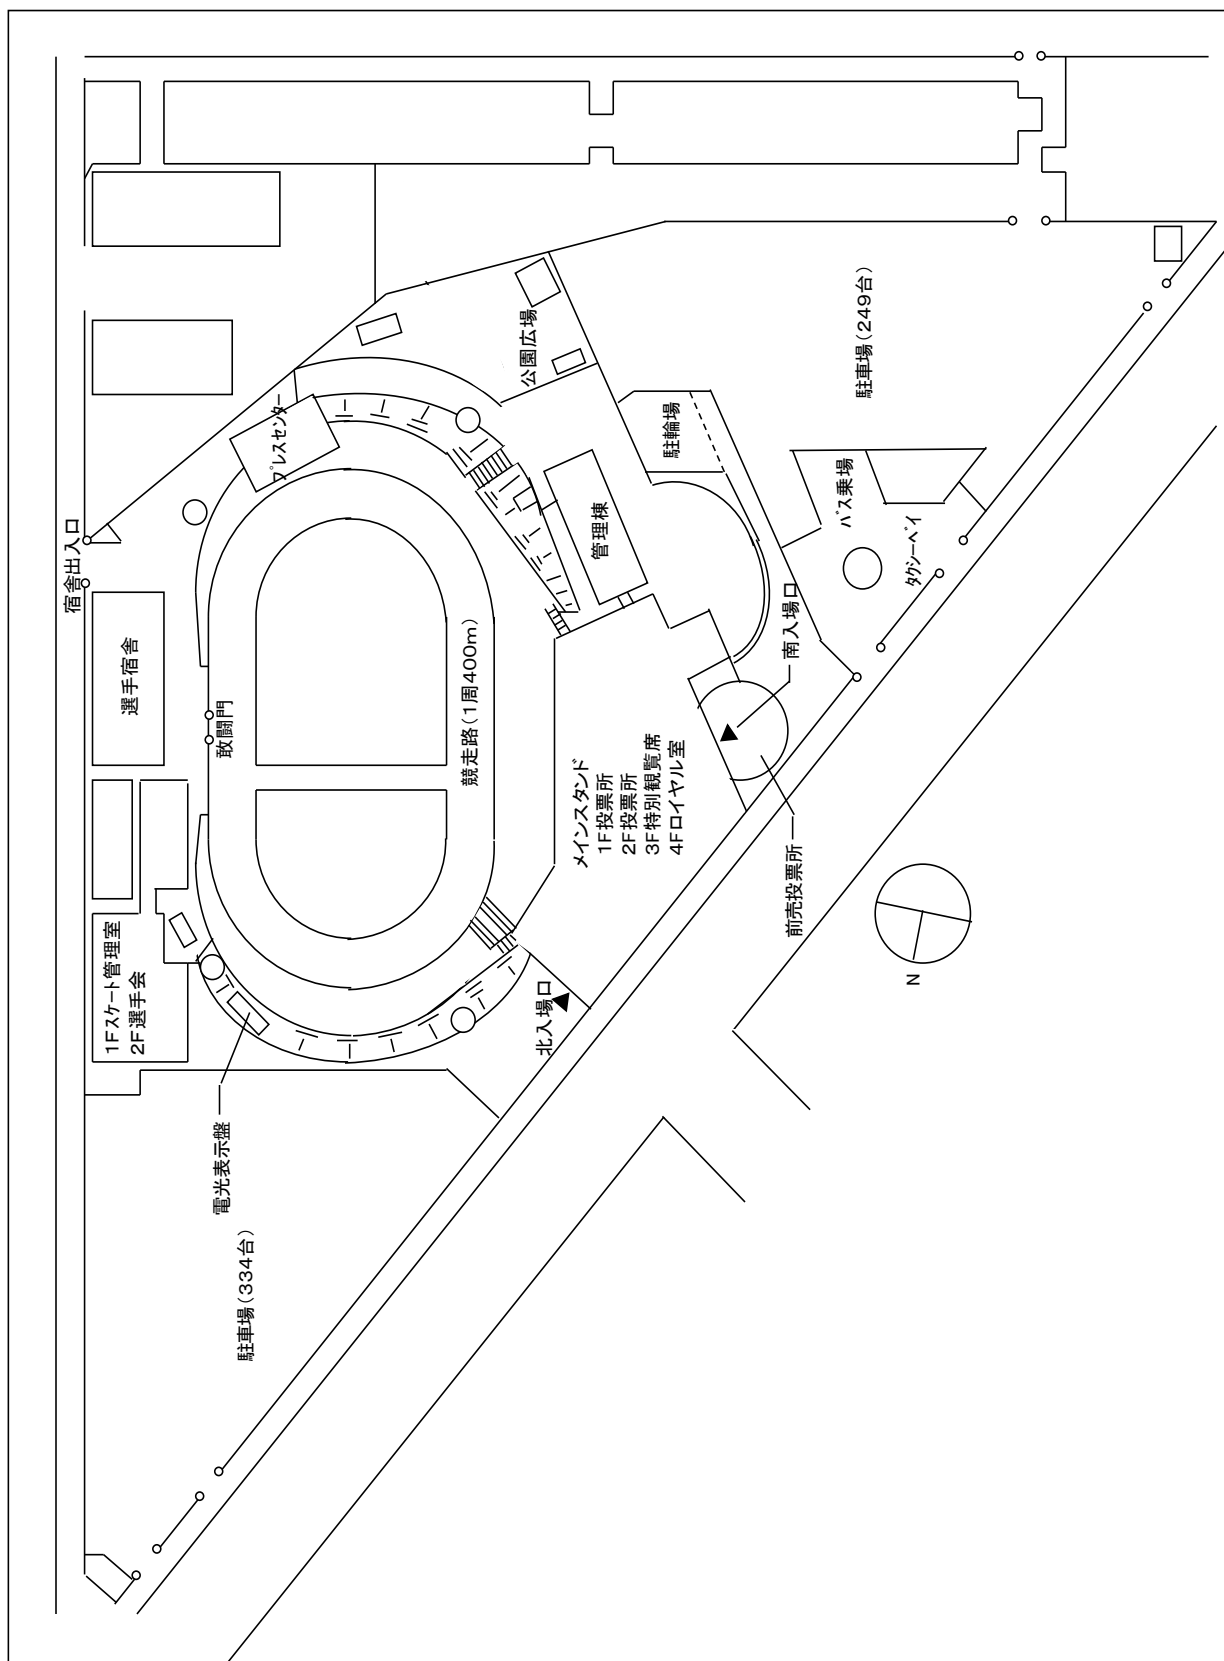 宿舎出入口
選手宿舎
敢闘門
プレスセンター
公園広場
駐車場(249台)
駐輪場
バス乗場
タクシーベイ
管理棟
南入場口
競走路(1周400m)
メインスタンド
1F投票所
2F投票所
3F特別観覧席
4Fロイヤル室
前売投票所
1Fスケート管理室
2F選手会
北入場口
N
電光表示盤
駐車場(334台)